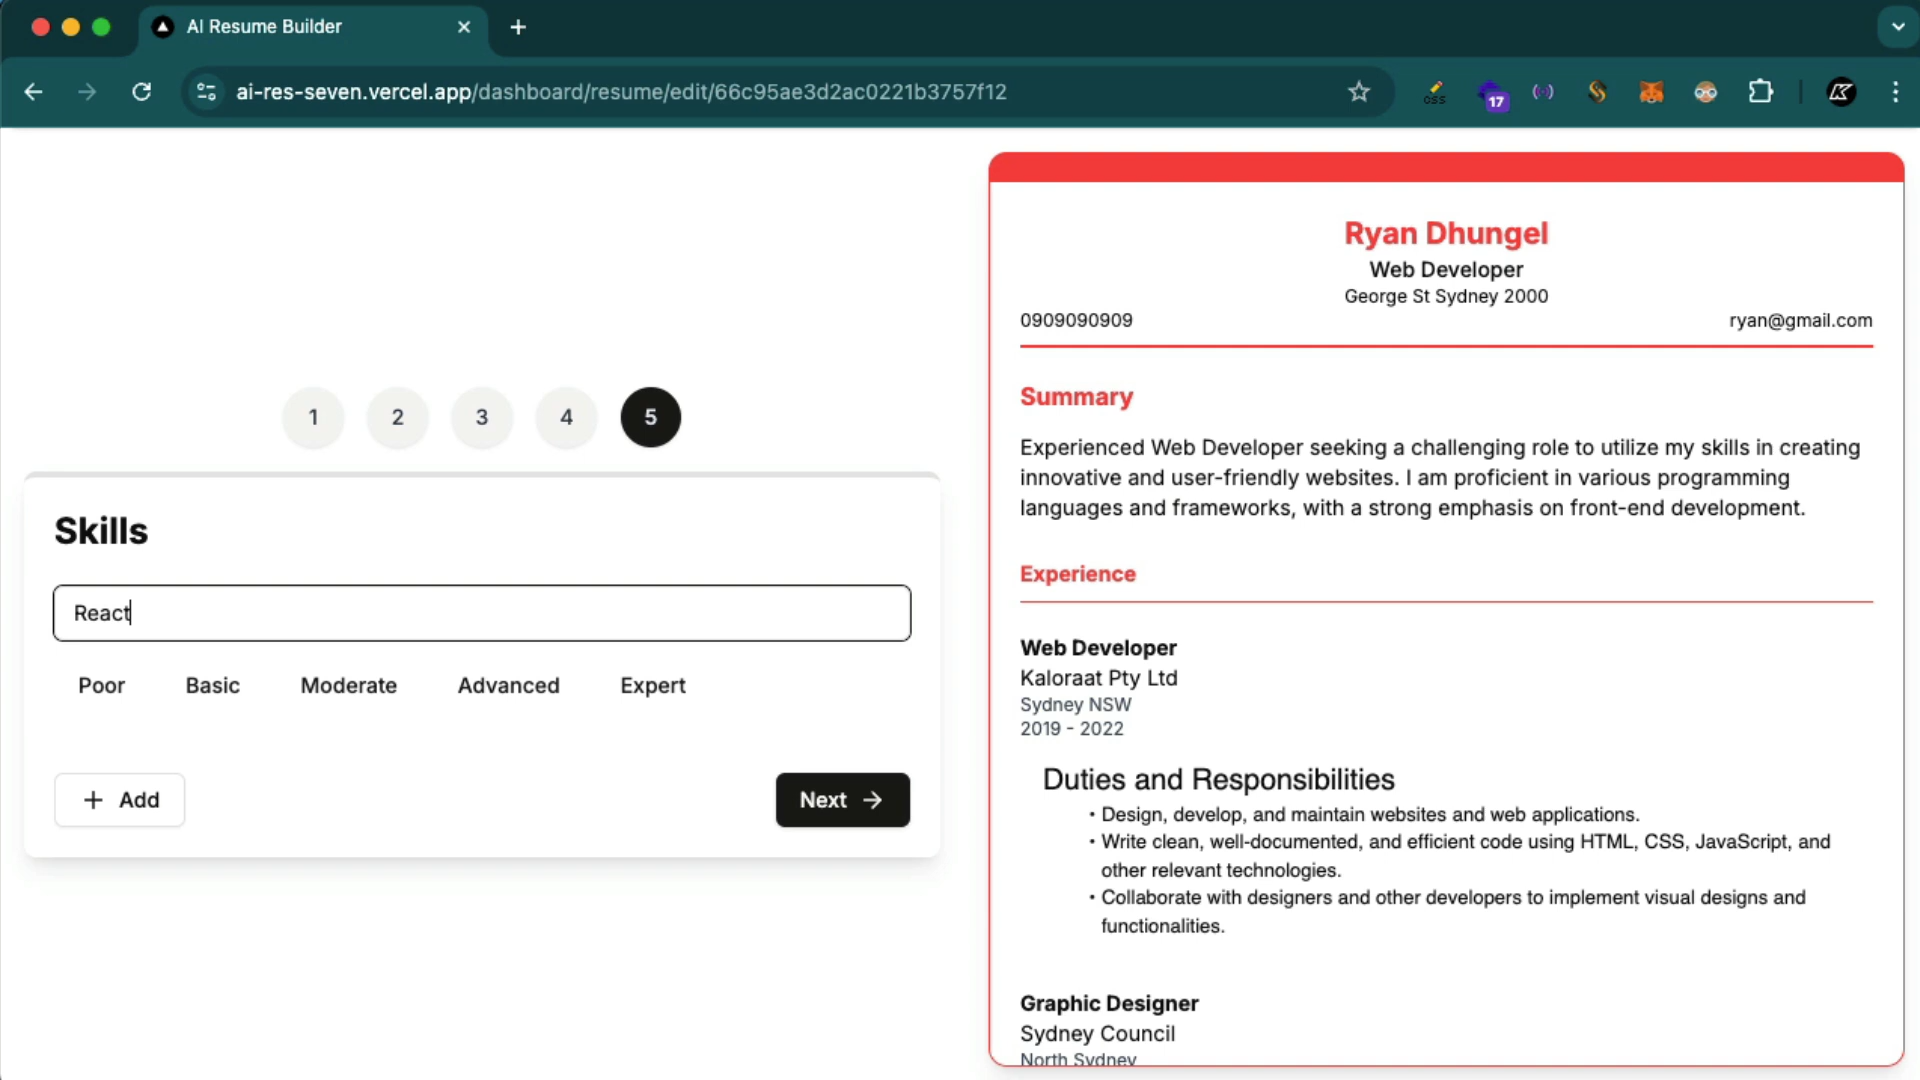 AI Resume Builder
ai-res-seven.vercel.app/dashboard/resume/edit/66c95ae3d2ac0221b3757f12
CSS
17
1 2 3 4 5
Skills
React
Poor Basic Moderate Advanced Expert
+ Add
Next →
Ryan Dhungel
Web Developer
George St Sydney 2000
0909090909 ryan@gmail.com
Summary
Experienced Web Developer seeking a challenging role to utilize my skills in creating
innovative and user-friendly websites. I am proficient in various programming
languages and frameworks, with a strong emphasis on front-end development.
Experience
Web Developer
Kaloraat Pty Ltd
Sydney NSW
2019 - 2022
Duties and Responsibilities
• Design, develop, and maintain websites and web applications.
• Write clean, well-documented, and efficient code using HTML, CSS, JavaScript, and
other relevant technologies.
• Collaborate with designers and other developers to implement visual designs and
functionalities.
Graphic Designer
Sydney Council
North Sydney